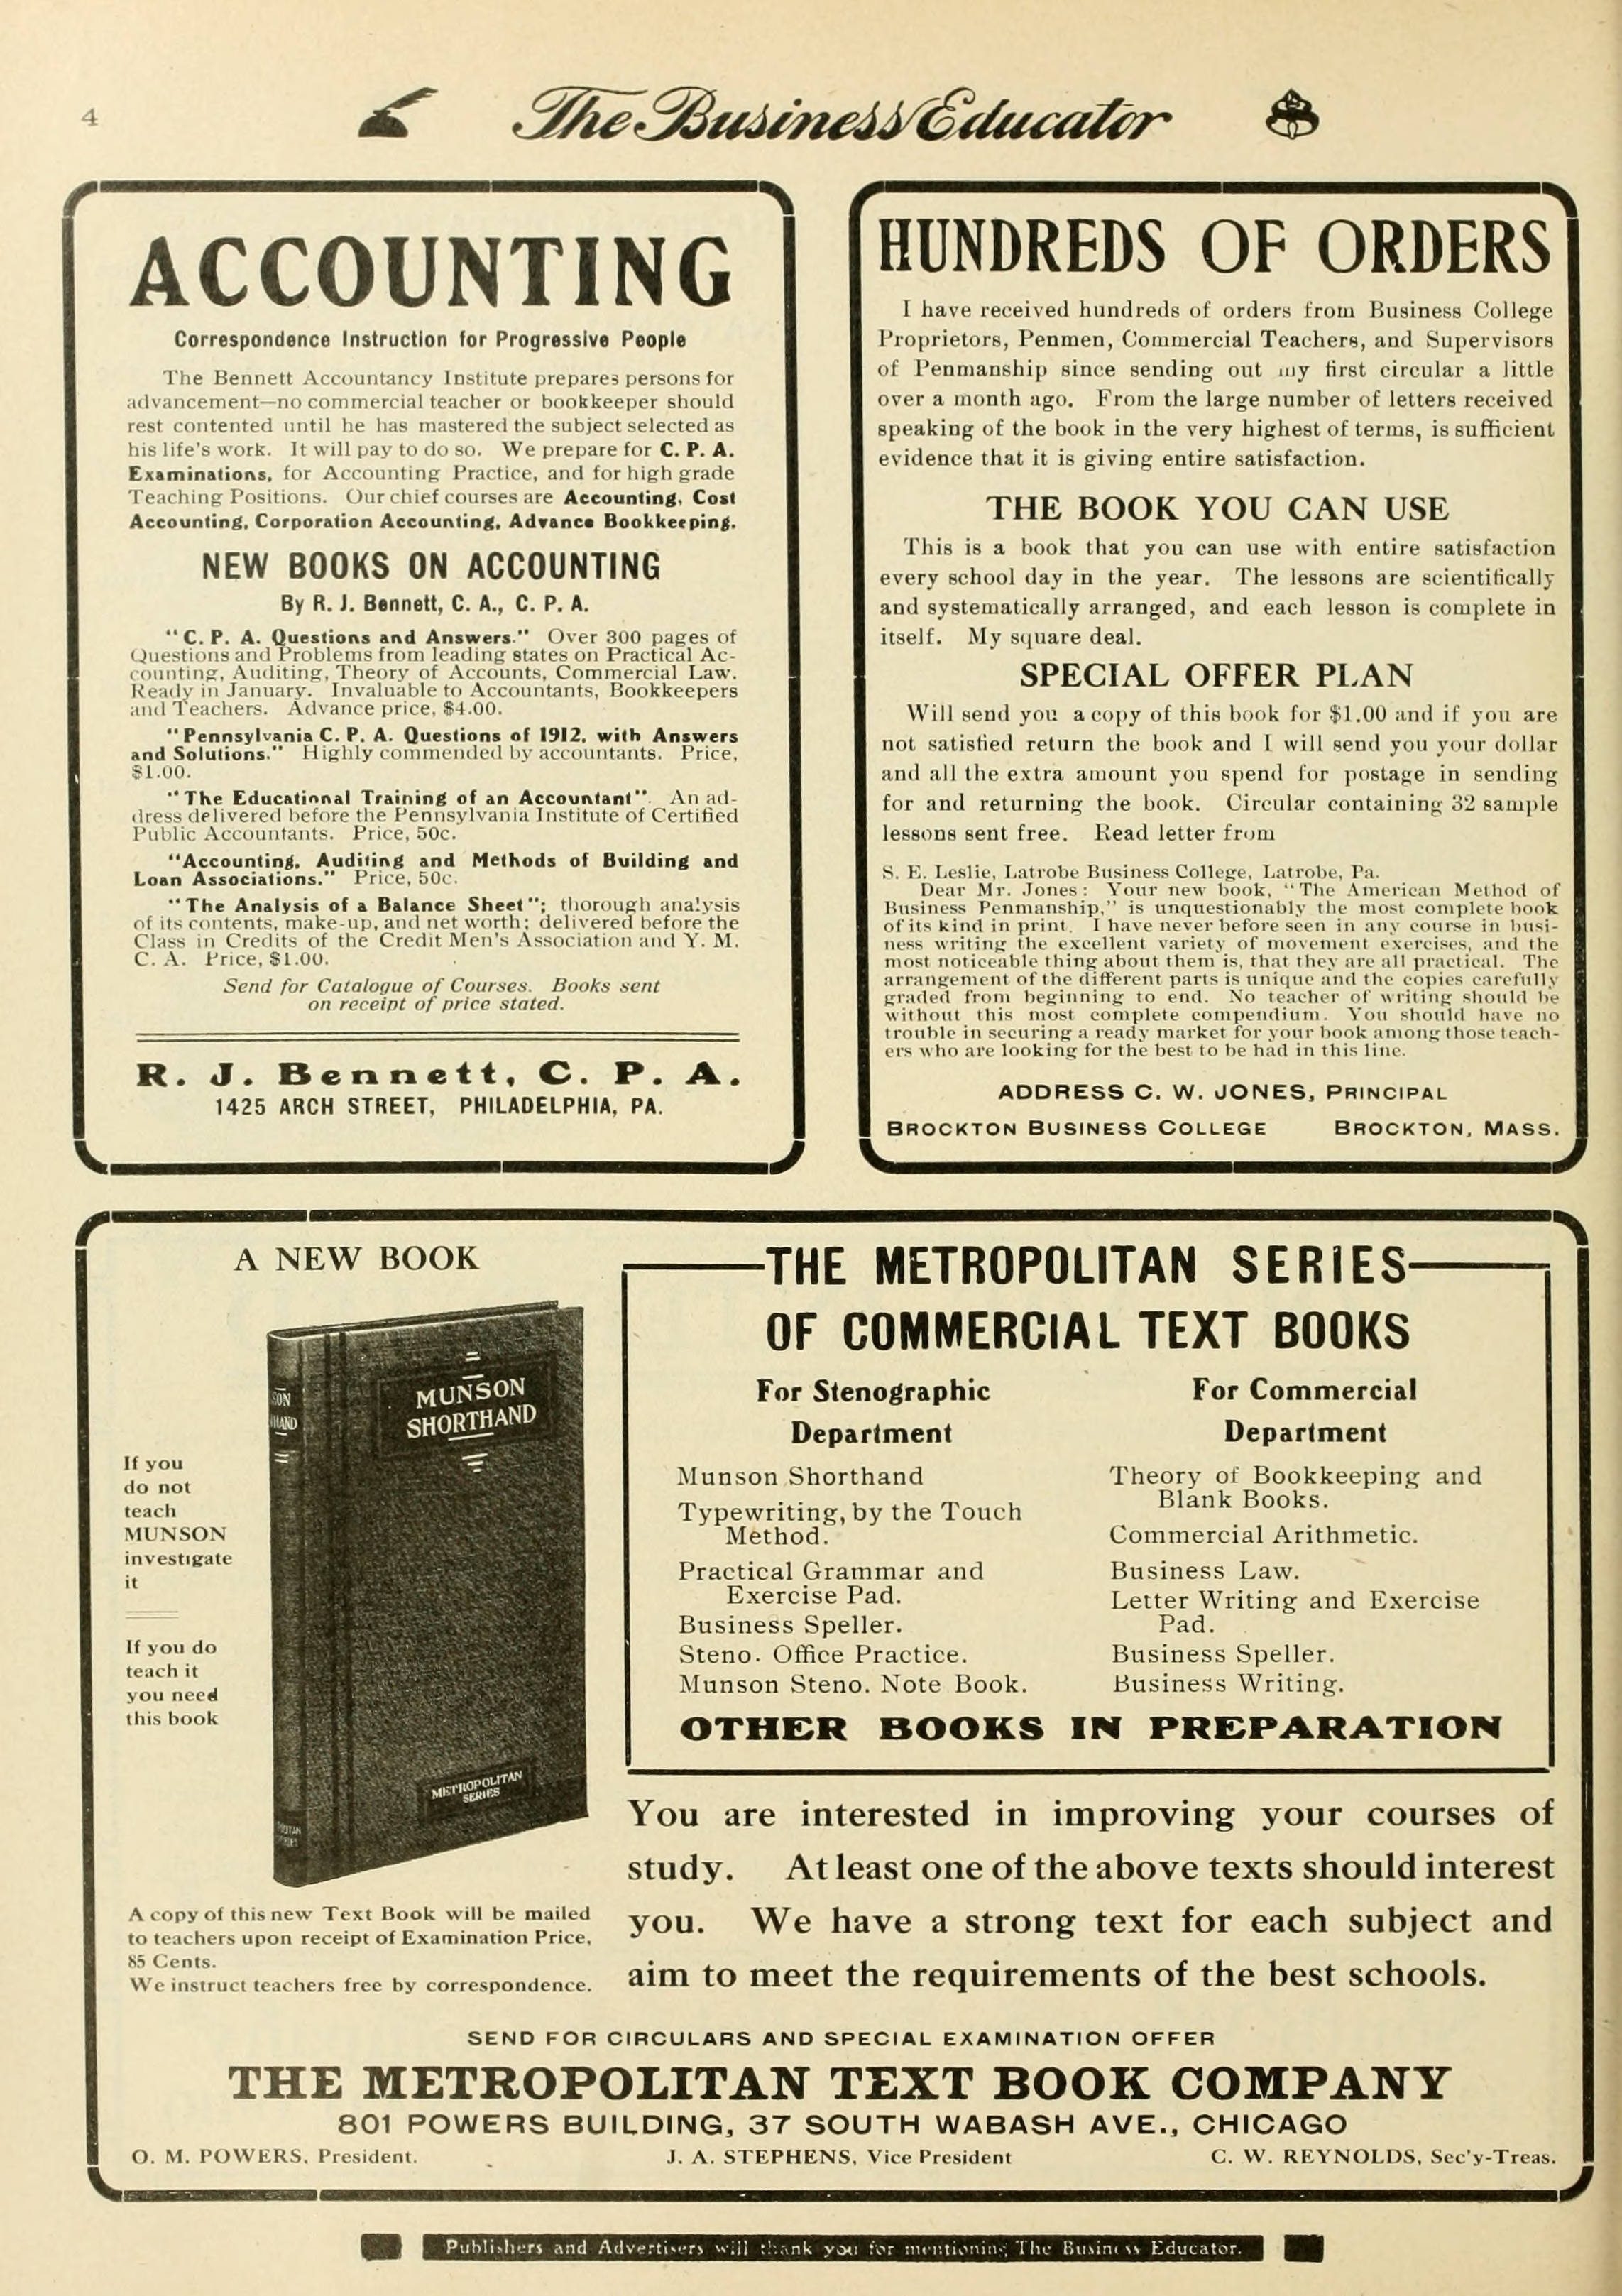 4
The Business Educator
ACCOUNTING
Correspondence Instruction for Progressive People
The Bennett Accountancy Institute prepares persons for
advancement—no commercial teacher or bookkeeper should
rest contented until he has mastered the subject selected as
his life's work. It will pay to do so. We prepare for C. P. A.
Examinations, for Accounting Practice, and for high grade
Teaching Positions. Our chief courses are Accounting, Cost
Accounting, Corporation Accounting, Advance Bookkeeping.
NEW BOOKS ON ACCOUNTING
By R. J. Bennett, C. A., C. P. A.
"C. P. A. Questions and Answers." Over 300 pages of
Questions and Problems from leading states on Practical Ac-
counting, Auditing, Theory of Accounts, Commercial Law.
Ready in January. Invaluable to Accountants, Bookkeepers
and Teachers. Advance price, $4.00.
"Pennsylvania C. P. A. Questions of 1912, with Answers
and Solutions." Highly commended by accountants. Price,
$1.00.
"The Educational Training of an Accountant". An ad-
dress delivered before the Pennsylvania Institute of Certified
Public Accountants. Price, 50c.
"Accounting, Auditing and Methods of Building and
Loan Associations." Price, 50c.
"The Analysis of a Balance Sheet"; thorough analysis
of its contents, make-up, and net worth; delivered before the
Class in Credits of the Credit Men's Association and Y. M.
C. A. Price, $1.00.
Send for Catalogue of Courses. Books sent
on receipt of price stated.
R. J. Bennett, C. P. A.
1425 ARCH STREET, PHILADELPHIA, PA.
HUNDREDS OF ORDERS
I have received hundreds of orders from Business College
Proprietors, Penmen, Commercial Teachers, and Supervisors
of Penmanship since sending out my first circular a little
over a month ago. From the large number of letters received
speaking of the book in the very highest of terms, is sufficient
evidence that it is giving entire satisfaction.
THE BOOK YOU CAN USE
This is a book that you can use with entire satisfaction
every school day in the year. The lessons are scientifically
and systematically arranged, and each lesson is complete in
itself. My square deal.
SPECIAL OFFER PLAN
Will send you a copy of this book for $1.00 and if you are
not satisfied return the book and I will send you your dollar
and all the extra amount you spend for postage in sending
for and returning the book. Circular containing 32 sample
lessons sent free. Read letter from
S. E. Leslie, Latrobe Business College, Latrobe, Pa.
Dear Mr. Jones: Your new book, "The American Method of
Business Penmanship," is unquestionably the most complete book
of its kind in print. I have never before seen in any course in busi-
ness writing the excellent variety of movement exercises, and the
most noticeable thing about them is, that they are all practical. The
arrangement of the different parts is unique and the copies carefully
graded from beginning to end. No teacher of writing should be
without this most complete compendium. You should have no
trouble in securing a ready market for your book among those teach-
ers who are looking for the best to be had in this line.
ADDRESS C. W. JONES, PRINCIPAL
BROCKTON BUSINESS COLLEGE BROCKTON, MASS.
A NEW BOOK
MUNSON
SHORTHAND
METROPOLITAN
SERIES
If you
do not
teach
MUNSON
investigate
it
If you do
teach it
you need
this book
A copy of this new Text Book will be mailed
to teachers upon receipt of Examination Price,
85 Cents.
We instruct teachers free by correspondence.
THE METROPOLITAN SERIES
OF COMMERCIAL TEXT BOOKS
For Stenographic
Department
Munson Shorthand
Typewriting, by the Touch
Method.
Practical Grammar and
Exercise Pad.
Business Speller.
Steno. Office Practice.
Munson Steno. Note Book.
For Commercial
Department
Theory of Bookkeeping and
Blank Books.
Commercial Arithmetic.
Business Law.
Letter Writing and Exercise
Pad.
Business Speller.
Business Writing.
OTHER BOOKS IN PREPARATION
You are interested in improving your courses of
study. At least one of the above texts should interest
you. We have a strong text for each subject and
aim to meet the requirements of the best schools.
SEND FOR CIRCULARS AND SPECIAL EXAMINATION OFFER
THE METROPOLITAN TEXT BOOK COMPANY
801 POWERS BUILDING, 37 SOUTH WABASH AVE., CHICAGO
O. M. POWERS, President. J. A. STEPHENS, Vice President C. W. REYNOLDS, Sec'y-Treas.
Publishers and Advertisers will thank you for mentioning The Business Educator.